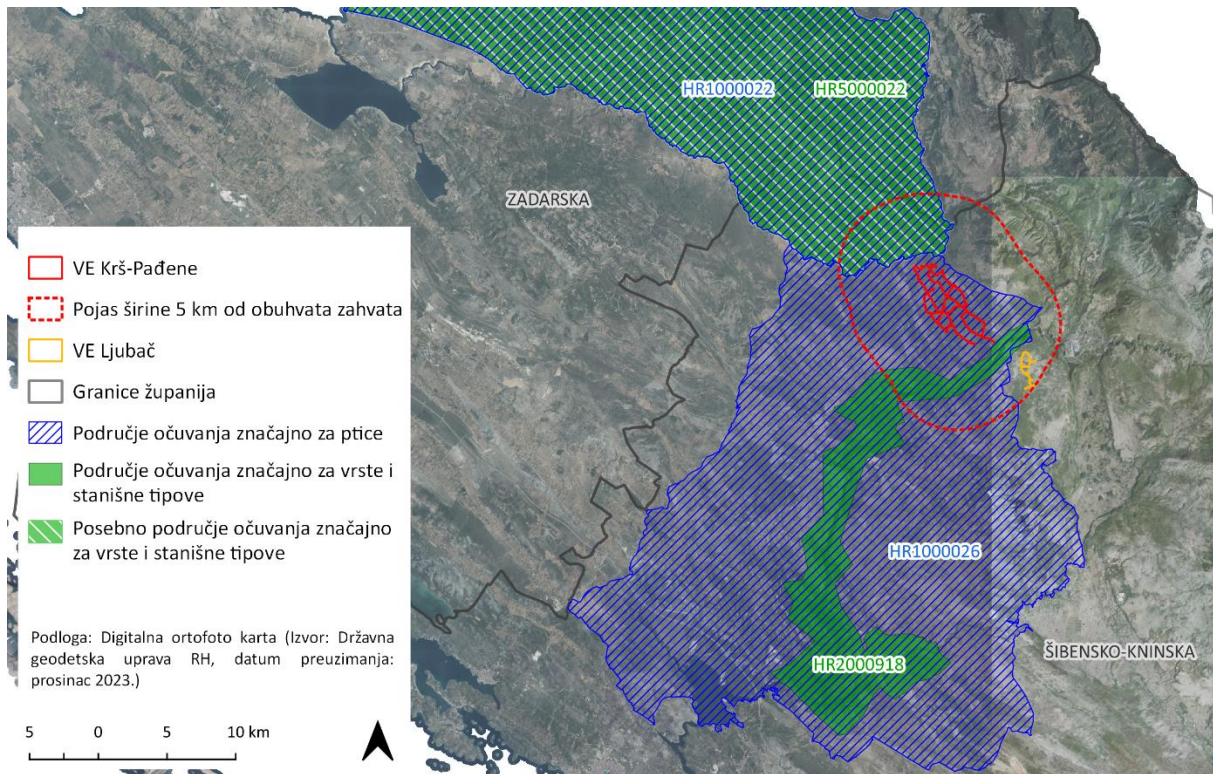 HR1000022
HR5000022
ZADARSKA
VE Krš-Pađene
Pojas širine 5 km od obuhvata zahvata
VE Ljubač
Granice županija
Područje očuvanja značajno za ptice
Područje očuvanja značajno za vrste i
stanišne tipove
Posebno područje očuvanja značajno
za vrste i stanišne tipove
HR1000026
Podloga: Digitalna ortofoto karta (Izvor: Državna
geodetska uprava RH, datum preuzimanja:
prosinac 2023.)
ŠIBENSKO-KNINSKA
HR2000918
5 0 5 10 km